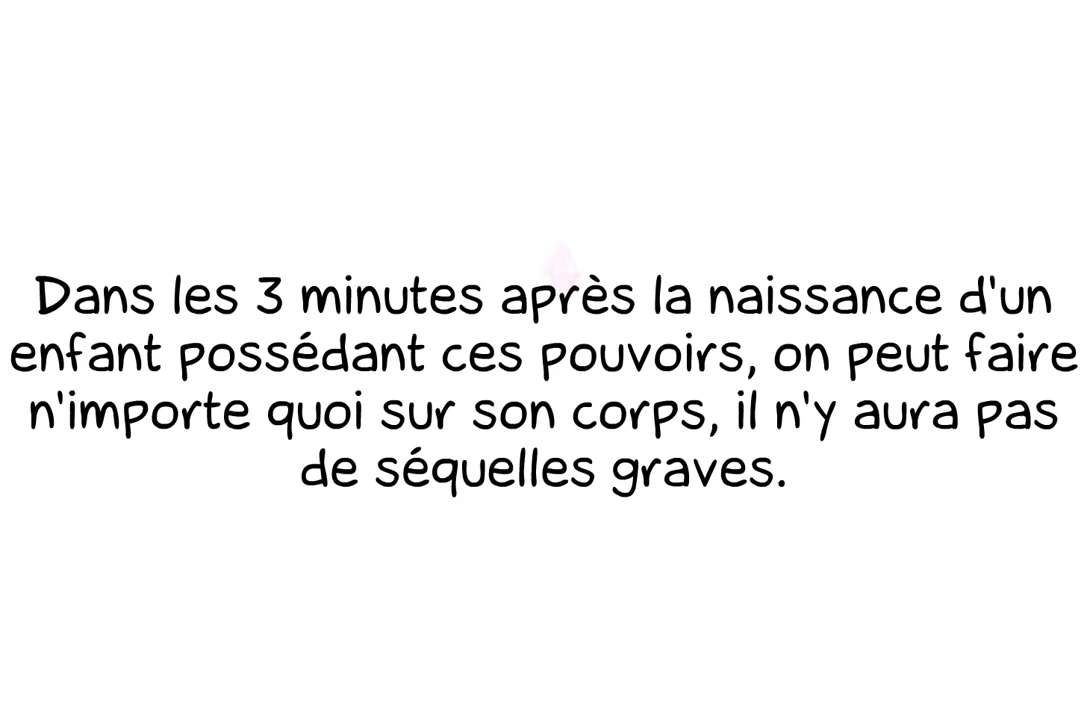 Dans les 3 minutes après la naissance d'un
enfant possédant ces pouvoirs, on peut faire
n'importe quoi sur son corps, il n'y aura pas
de séquelles graves.